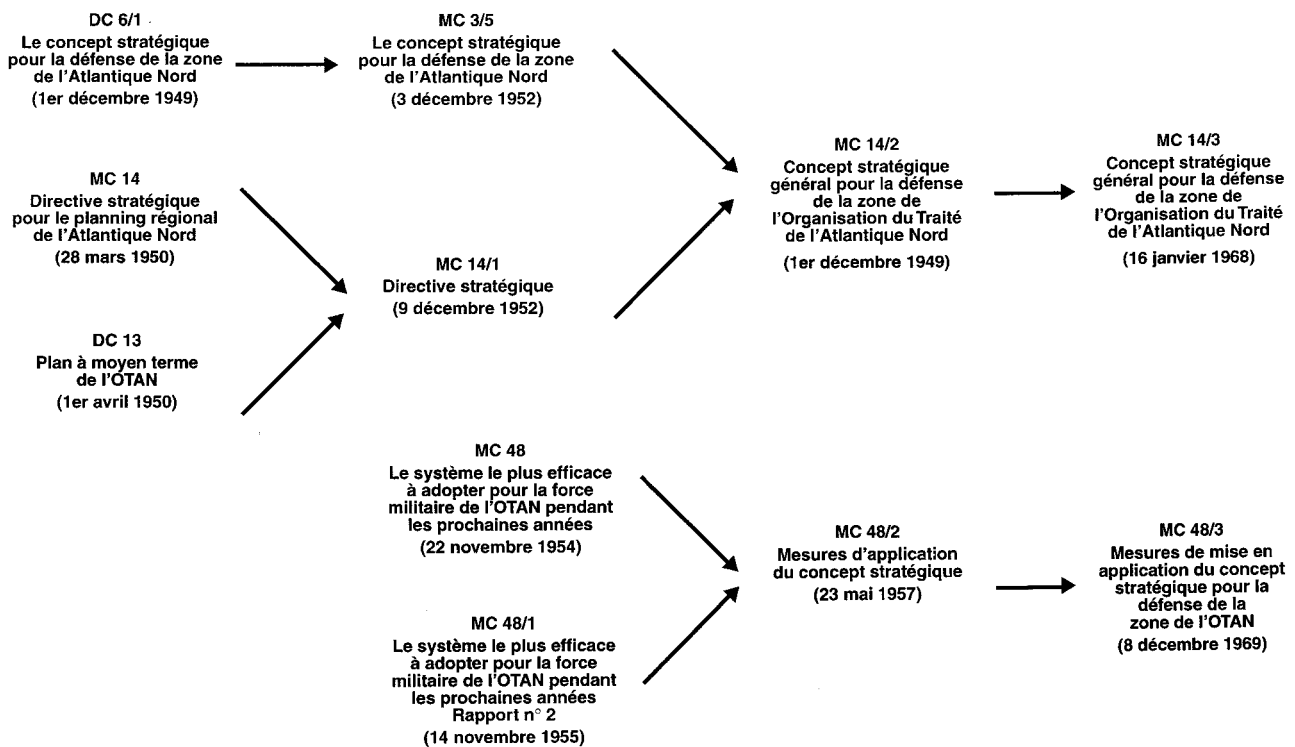 DC 6/1
Le concept stratégique
pour la défense de la zone
de l'Atlantique Nord
(1er décembre 1949)
MC 3/5
Le concept stratégique
pour la défense de la zone
de l'Atlantique Nord
(3 décembre 1952)
MC 14
Directive stratégique
pour le planning régional
de l'Atlantique Nord
(28 mars 1950)
DC 13
Plan à moyen terme
de l'OTAN
(1er avril 1950)
MC 14/1
Directive stratégique
(9 décembre 1952)
MC 14/2
Concept stratégique
général pour la défense
de la zone de
l'Organisation du Traité
de l'Atlantique Nord
(1er décembre 1949)
MC 14/3
Concept stratégique
général pour la défense
de la zone de
l'Organisation du Traité
de l'Atlantique Nord
(16 janvier 1968)
MC 48
Le système le plus efficace
à adopter pour la force
militaire de l'OTAN pendant
les prochaines années
(22 novembre 1954)
MC 48/1
Le système le plus efficace
à adopter pour la force
militaire de l'OTAN pendant
les prochaines années
Rapport n° 2
(14 novembre 1955)
MC 48/2
Mesures d'application
du concept stratégique
(23 mai 1957)
MC 48/3
Mesures de mise en
application du concept
stratégique pour la
défense de la
zone de l'OTAN
(8 décembre 1969)